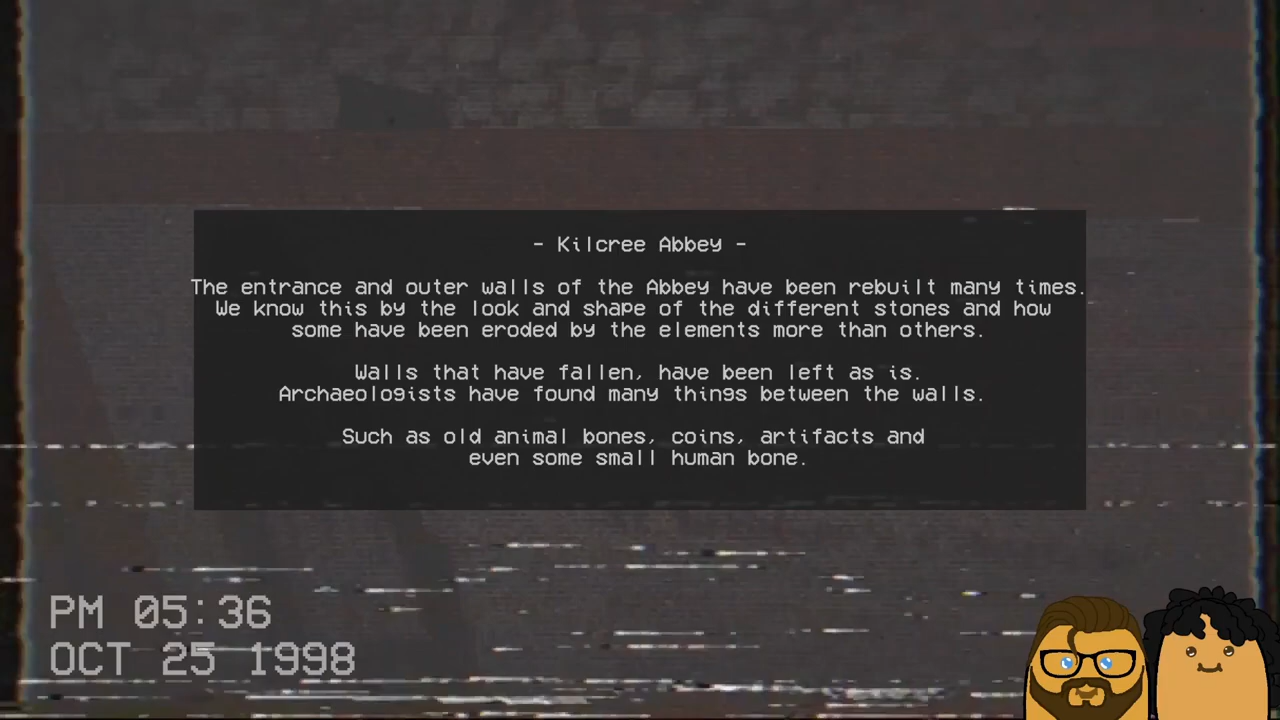 - Kilcree Abbey -
The entrance and outer walls of the Abbey have been rebuilt many times.
We know this by the look and shape of the different stones and how
some have been eroded by the elements more than others.
Walls that have fallen, have been left as is.
Archaeologists have found many things between the walls.
Such as old animal bones, coins, artifacts and
even some small human bone.
PM 05:36
OCT 25 1998